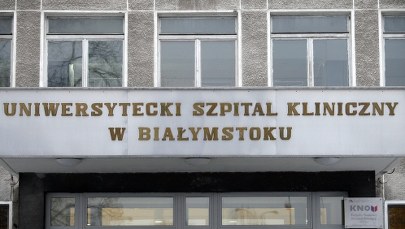 UNIWERSYTECKI SZPITAL KLINICZNY
W BIAŁYMSTOKU